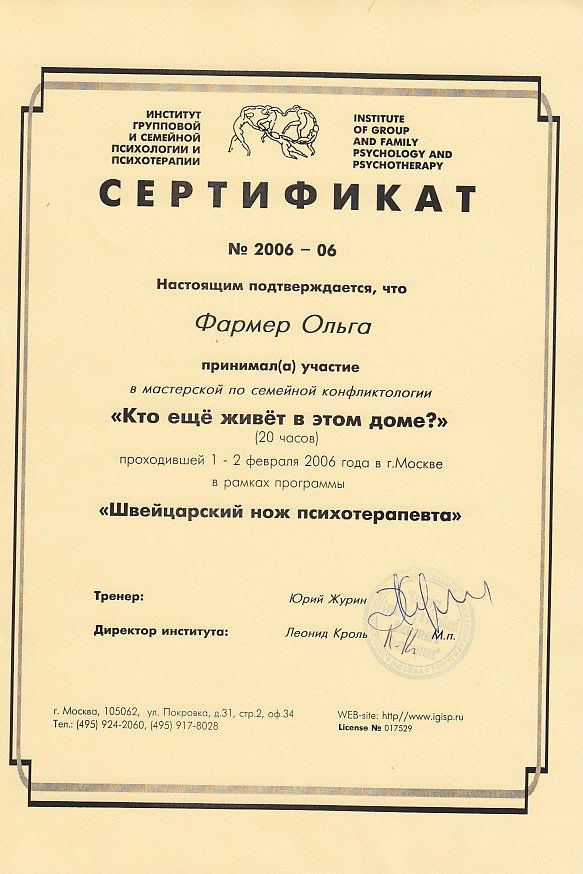 ИНСТИТУТ
ГРУППОВОЙ
И СЕМЕЙНОЙ
ПСИХОЛОГИИ И
ПСИХОТЕРАПИИ
INSTITUTE
OF GROUP
AND FAMILY
PSYCHOLOGY AND
PSYCHOTHERAPY
СЕРТИФИКАТ
№ 2006 – 06
Настоящим подтверждается, что
Фармер Ольга
принимал(а) участие
в мастерской по семейной конфликтологии
«Кто ещё живёт в этом доме?»
(20 часов)
проходившей 1 - 2 февраля 2006 года в г.Москве
в рамках программы
«Швейцарский нож психотерапевта»
Тренер: Юрий Журин
Директор института: Леонид Кроль М.п.
г. Москва, 105062, ул. Покровка, д.31, стр.2, оф.34
Тел.: (495) 924-2060, (495) 917-8028
WEB-site: http//www.igisp.ru
License № 017529